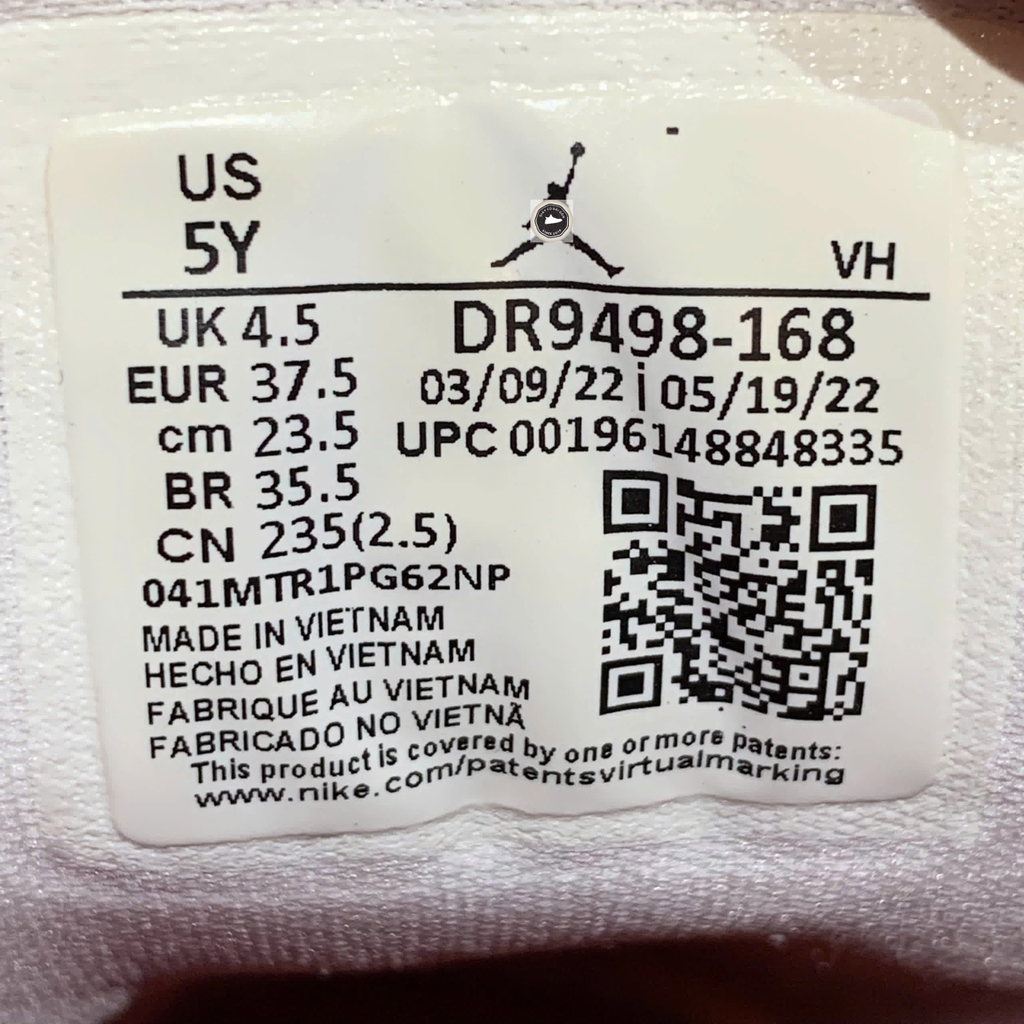 US
5Y
VH
UK 4.5
EUR 37.5
cm 23.5
BR 35.5
CN 235(2.5)
DR9498-168
03/09/22 | 05/19/22
UPC 00196148848335
041MTR1PG62NP
MADE IN VIETNAM
HECHO EN VIETNAM
FABRIQUE AU VIETNAM
FABRICADO NO VIETNÃ
This product is covered by one or more patents:
www.nike.com/patentsvirtualmarking